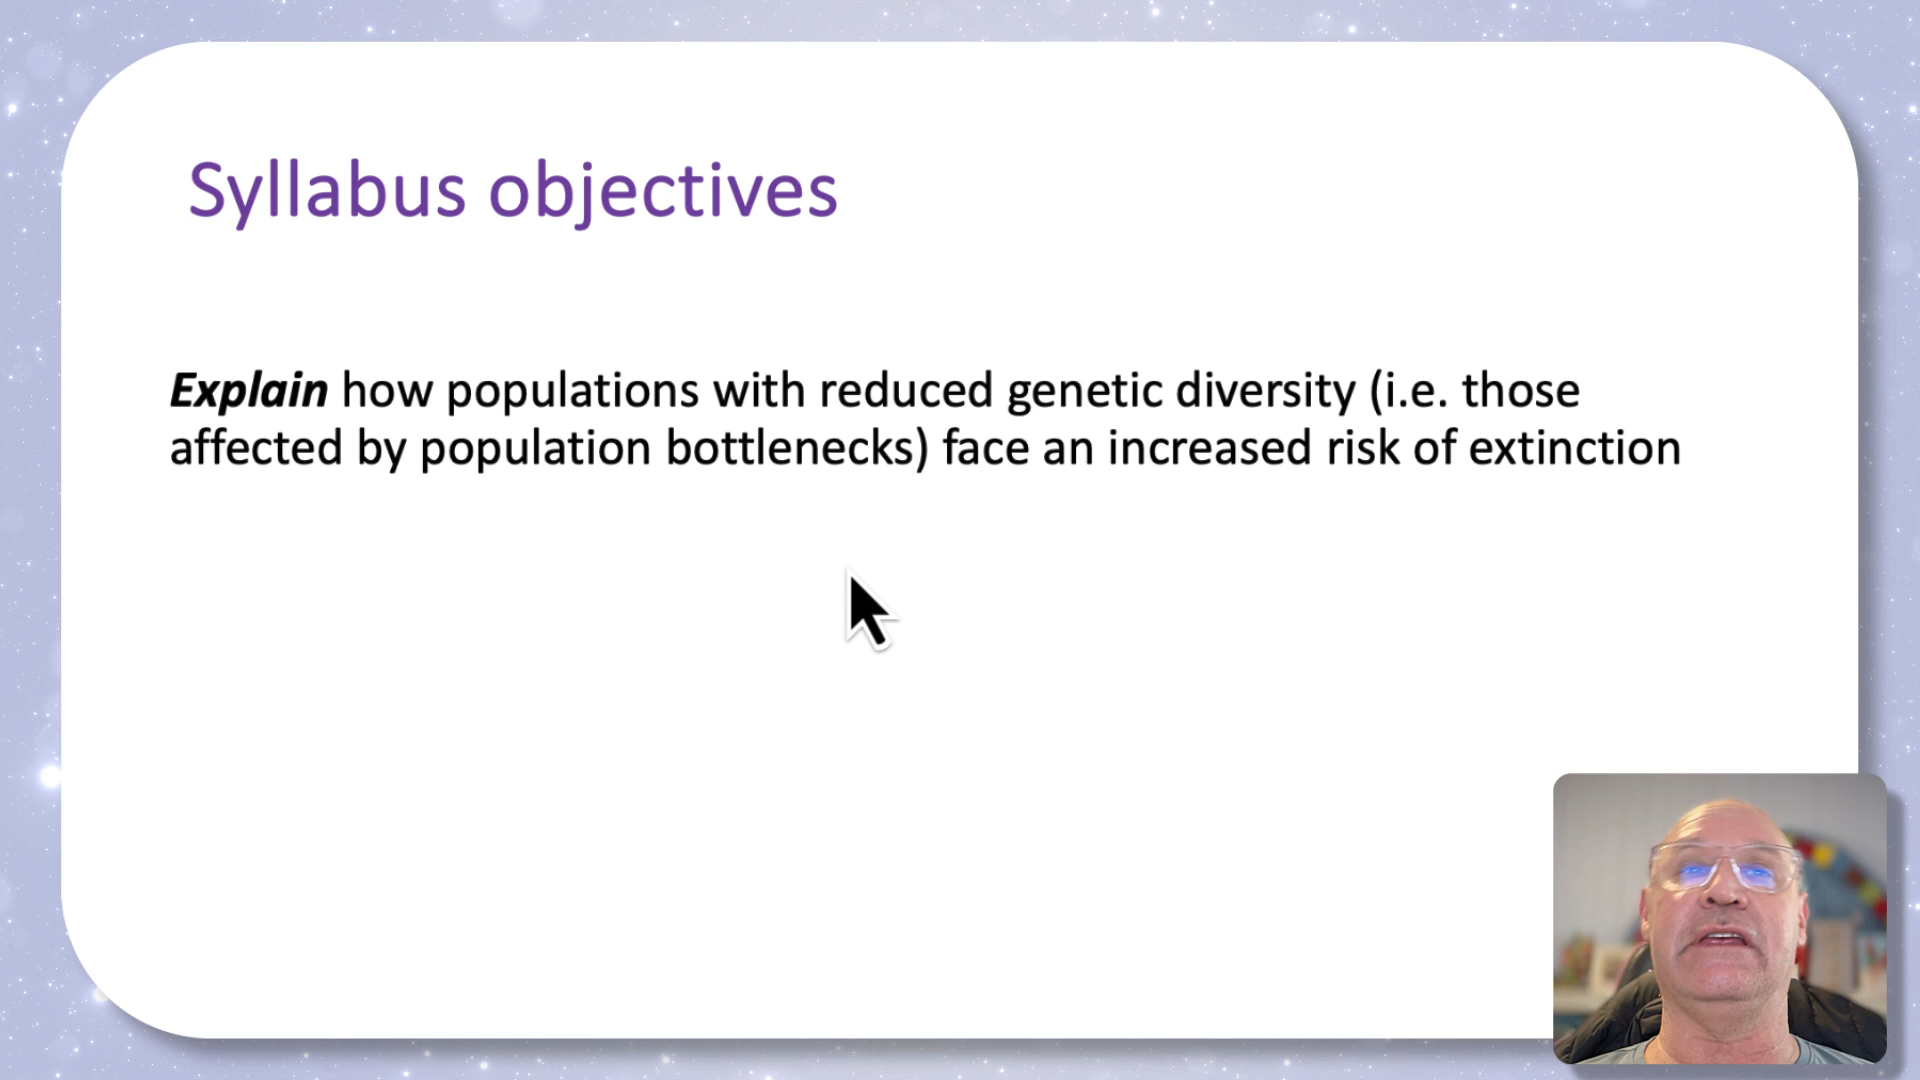 Syllabus objectives
Explain how populations with reduced genetic diversity (i.e. those
affected by population bottlenecks) face an increased risk of extinction